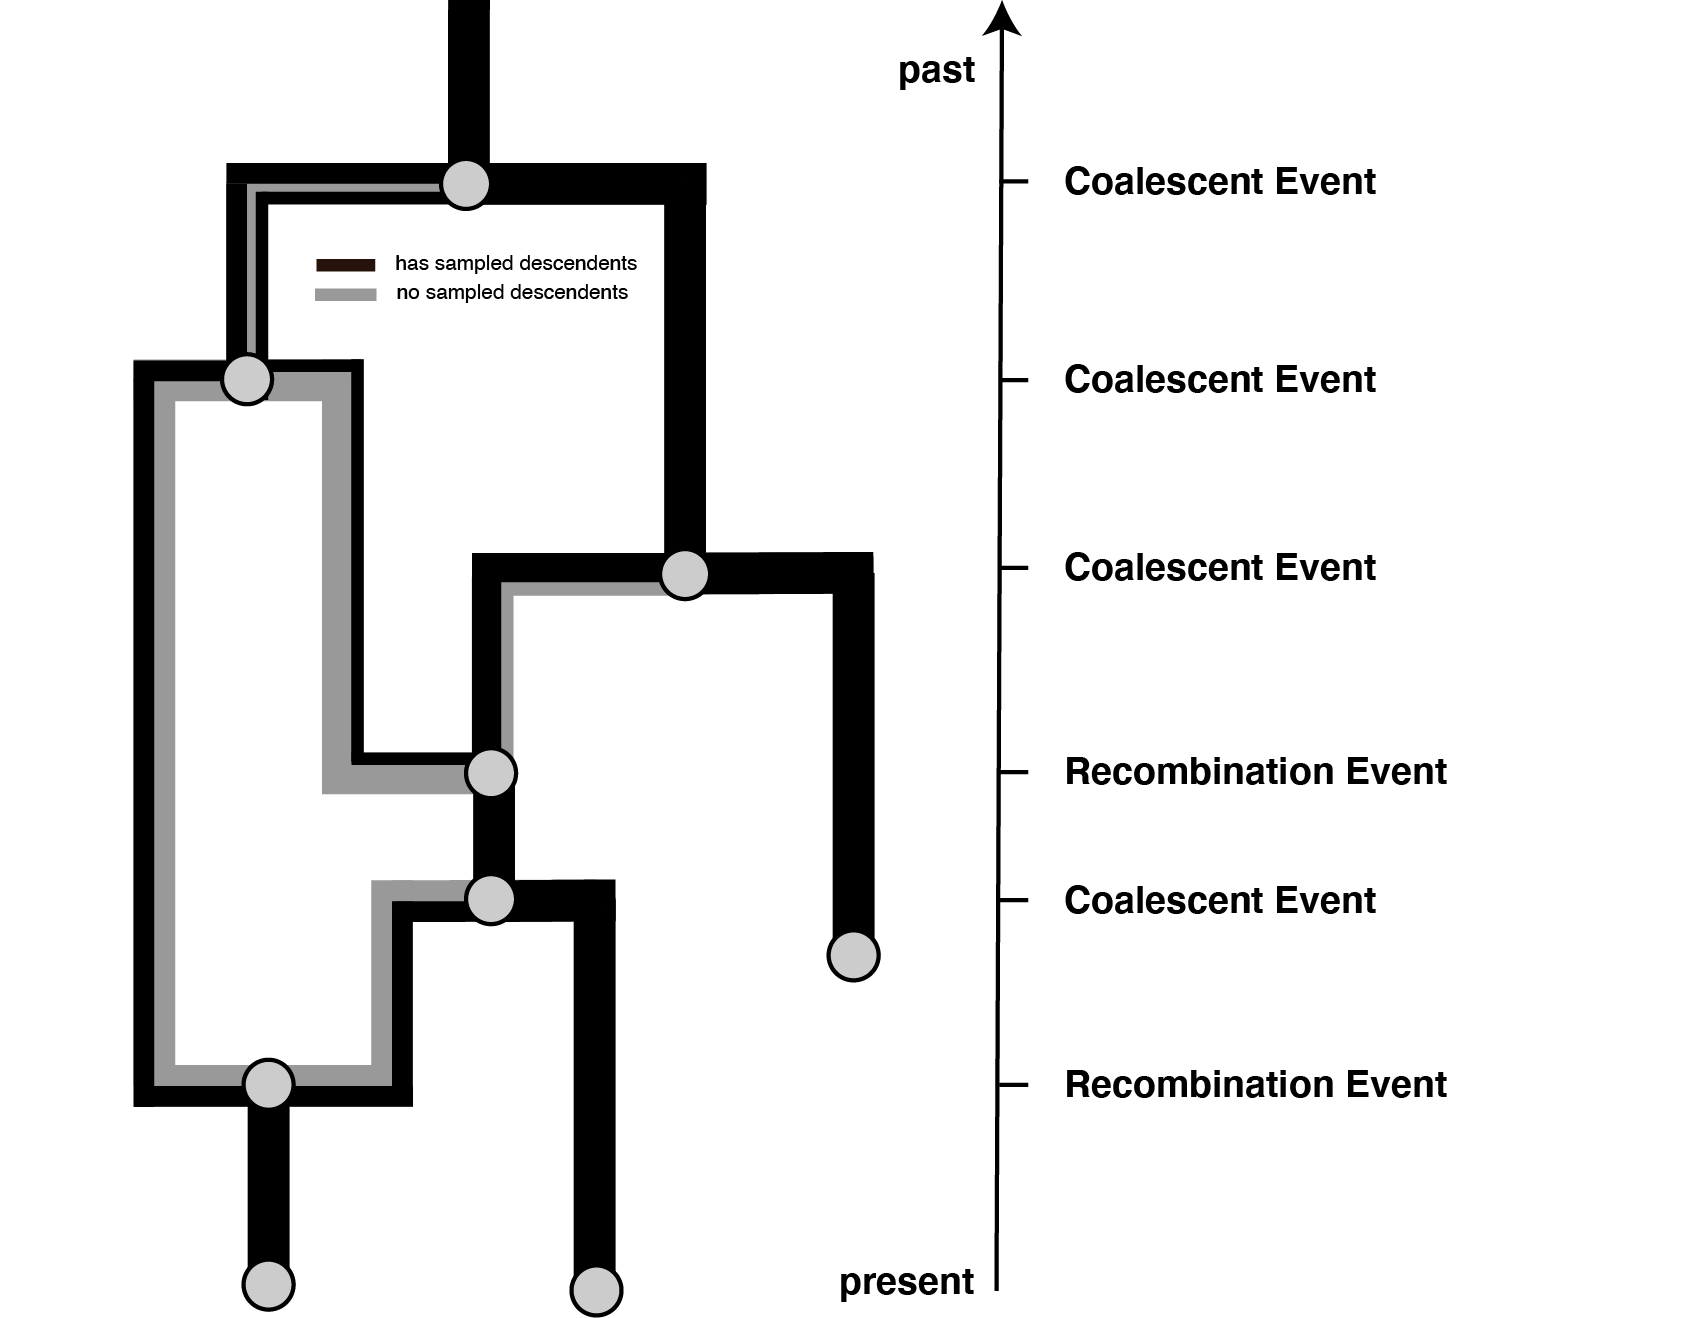 past
Coalescent Event
has sampled descendents
no sampled descendents
Coalescent Event
Coalescent Event
Recombination Event
Coalescent Event
Recombination Event
present